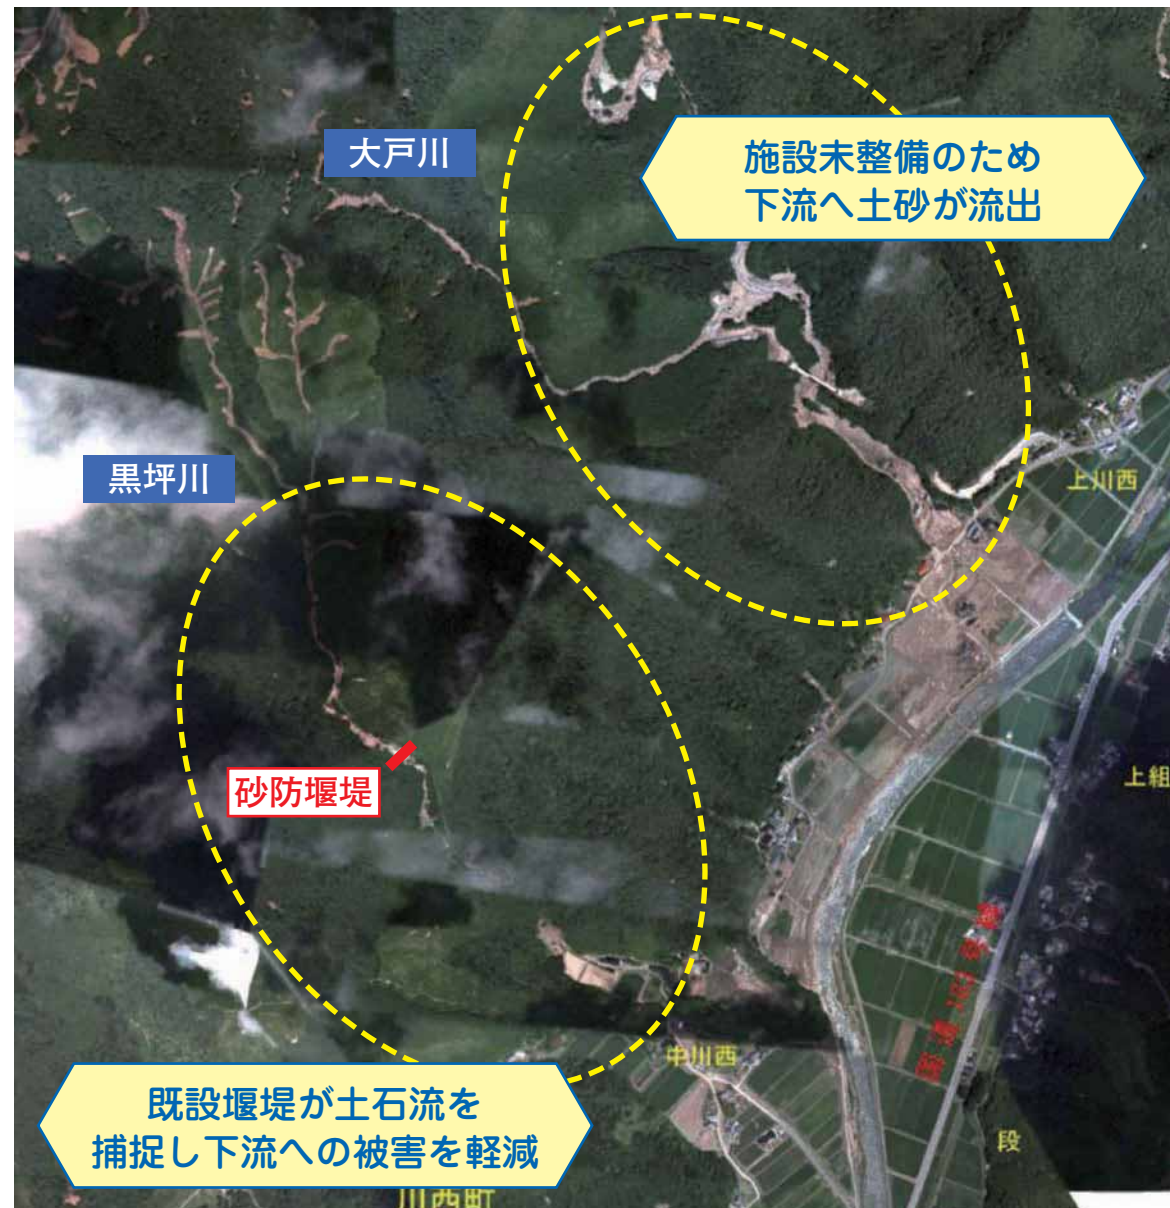 大戸川
施設未整備のため
下流へ土砂が流出
黒坪川
上川西
砂防堰堤
上組
中川西
既設堰堤が土石流を
捕捉し下流への被害を軽減
段
川西町